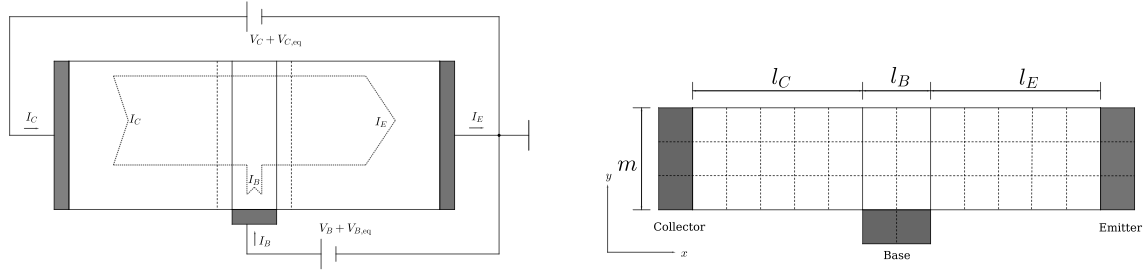 V_C + V_{C,eq}
I_C
I_C
I_E
I_E
I_B
V_B + V_{B,eq}
I_B
l_C
l_B
l_E
m
y
x
Collector
Base
Emitter